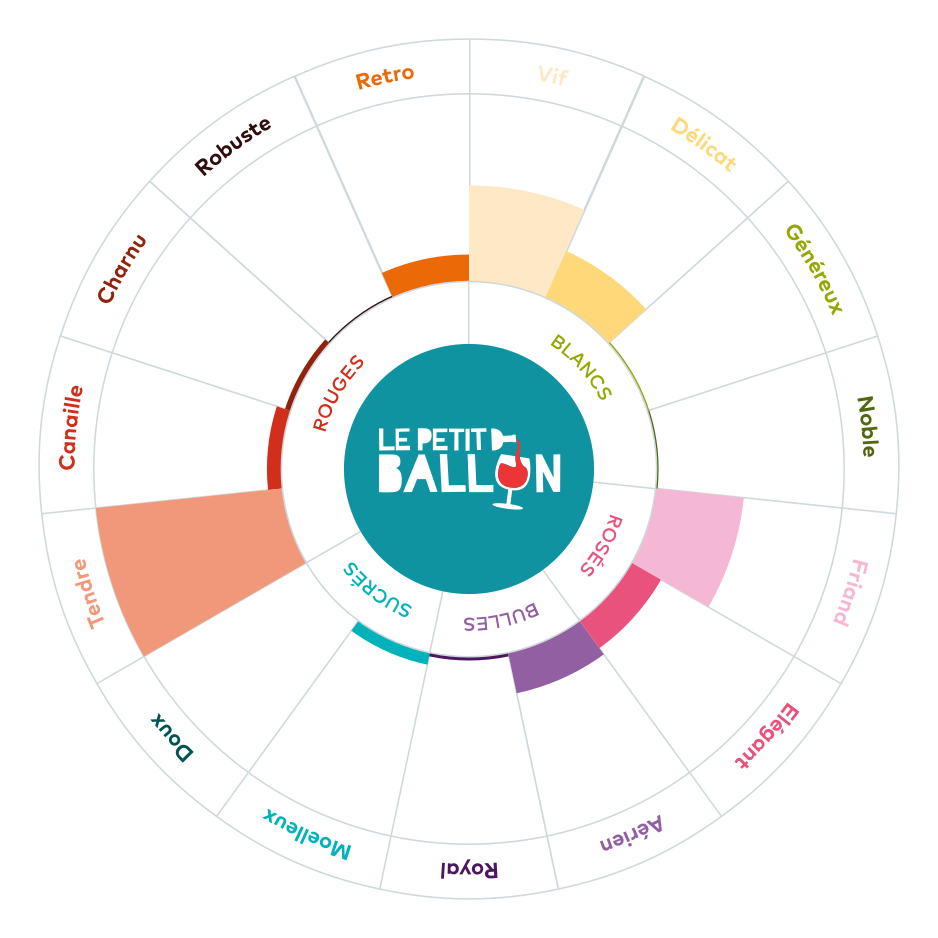 Retro
Vif
Délicat
Généreux
Noble
Friand
Elégant
Aérien
Royal
Moelleux
Doux
Tendre
Canaille
Charnu
Robuste
ROUGES
BLANCS
ROSÉS
BULLES
SUCRÉS
LE PETIT
BALLON